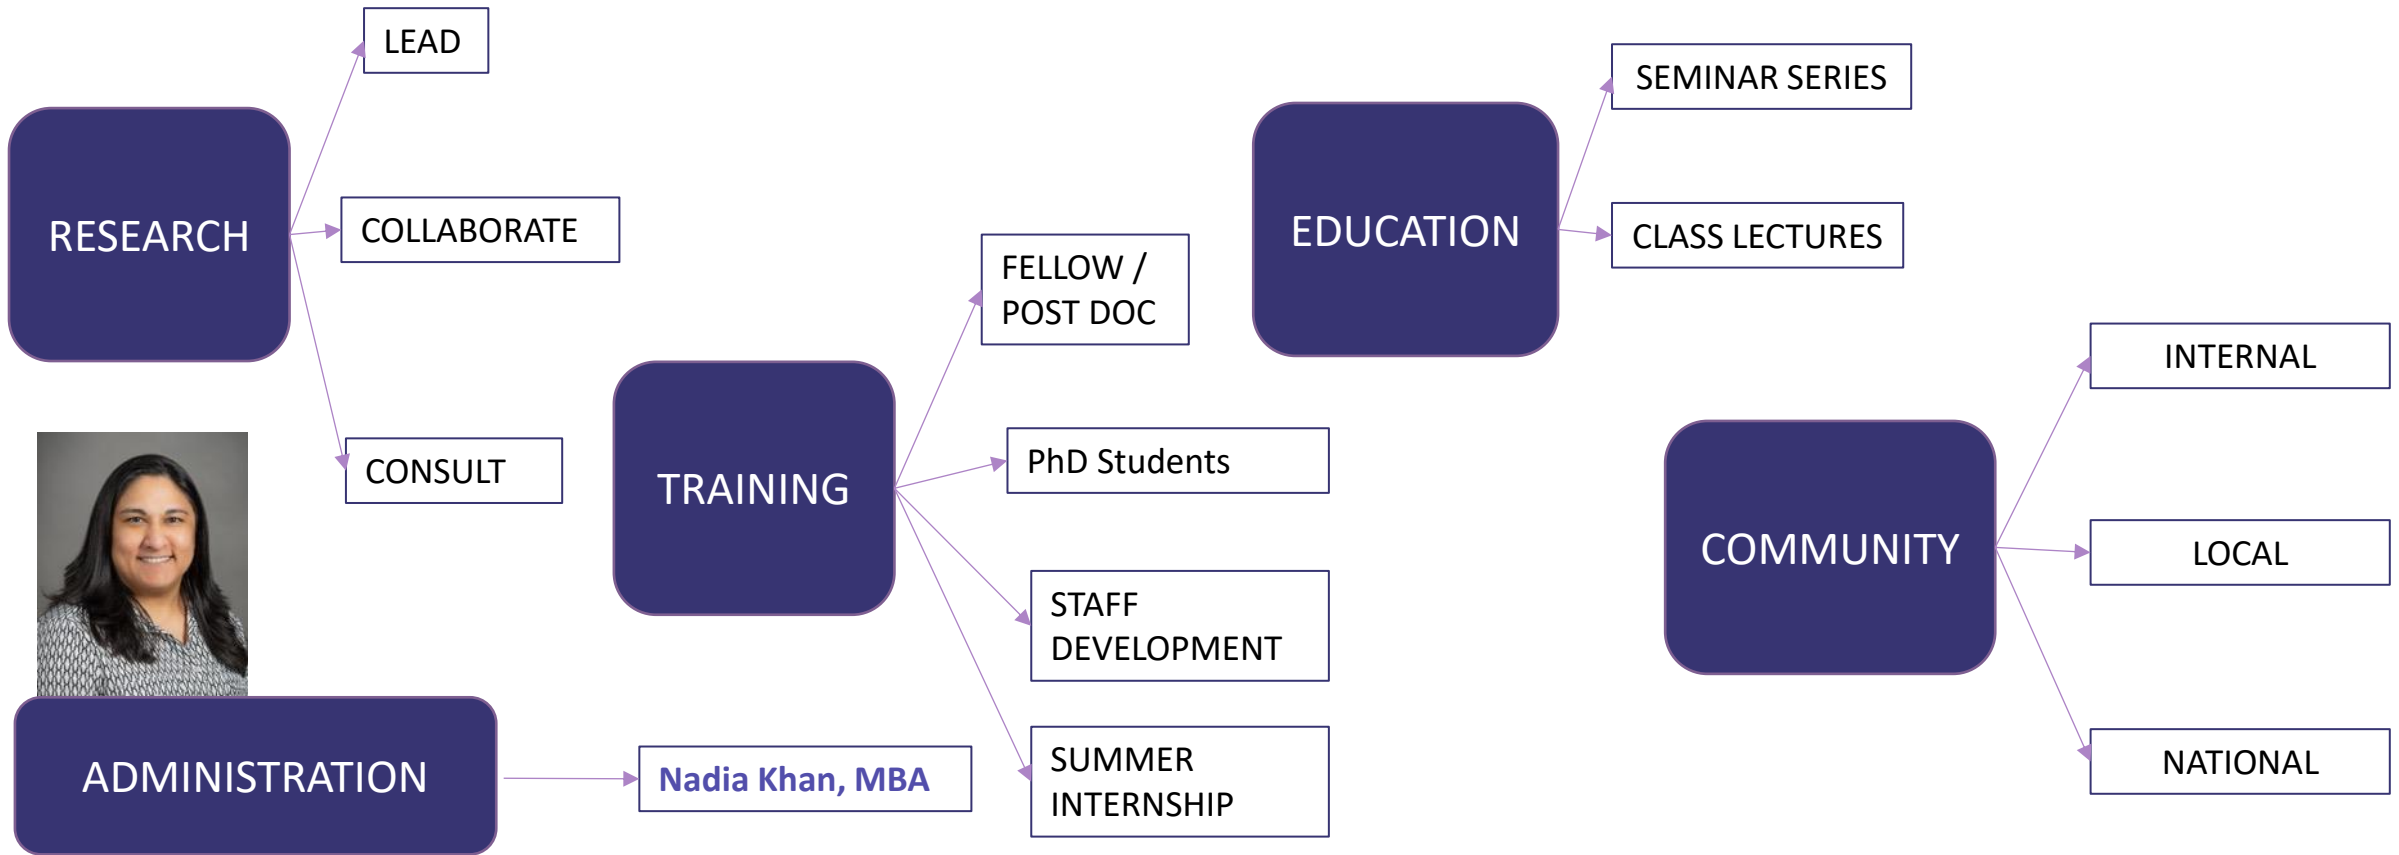 RESEARCH
LEAD
COLLABORATE
CONSULT
ADMINISTRATION
Nadia Khan, MBA
TRAINING
FELLOW /
POST DOC
PhD Students
STAFF
DEVELOPMENT
SUMMER
INTERNSHIP
EDUCATION
SEMINAR SERIES
CLASS LECTURES
COMMUNITY
INTERNAL
LOCAL
NATIONAL